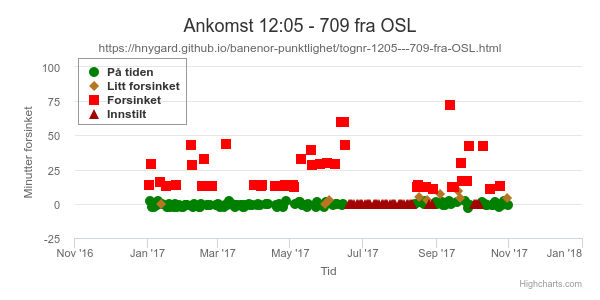 Ankomst 12:05 - 709 fra OSL
https://hnygard.github.io/banenor-punktlighet/tognr-1205---709-fra-OSL.html
På tiden
Litt forsinket
Forsinket
Innstilt
Minutter forsinket
100
75
50
25
0
-25
Nov '16 Jan '17 Mar '17 May '17 Jul '17 Sep '17 Nov '17 Jan '18
Tid
Highcharts.com